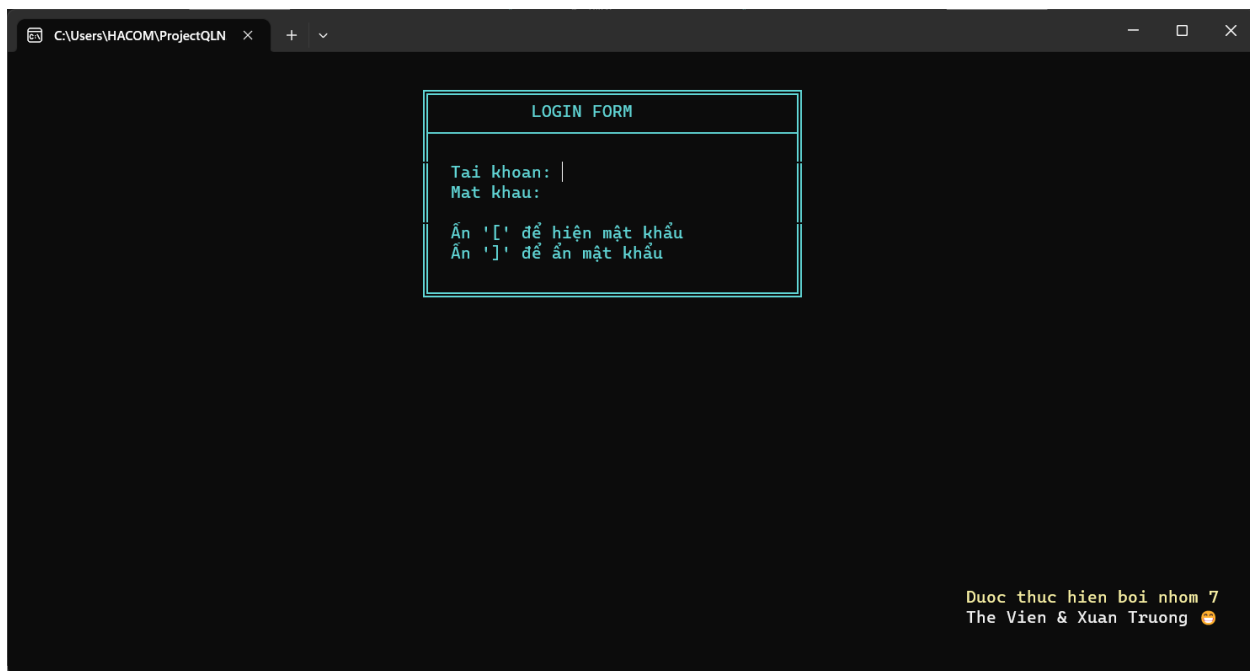 C:\Users\HACOM\ProjectQLN
LOGIN FORM
Tai khoan:
Mat khau:
Ấn '[' để hiện mật khẩu
Ấn ']' để ẩn mật khẩu
Duoc thuc hien boi nhom 7
The Vien & Xuan Truong 😁